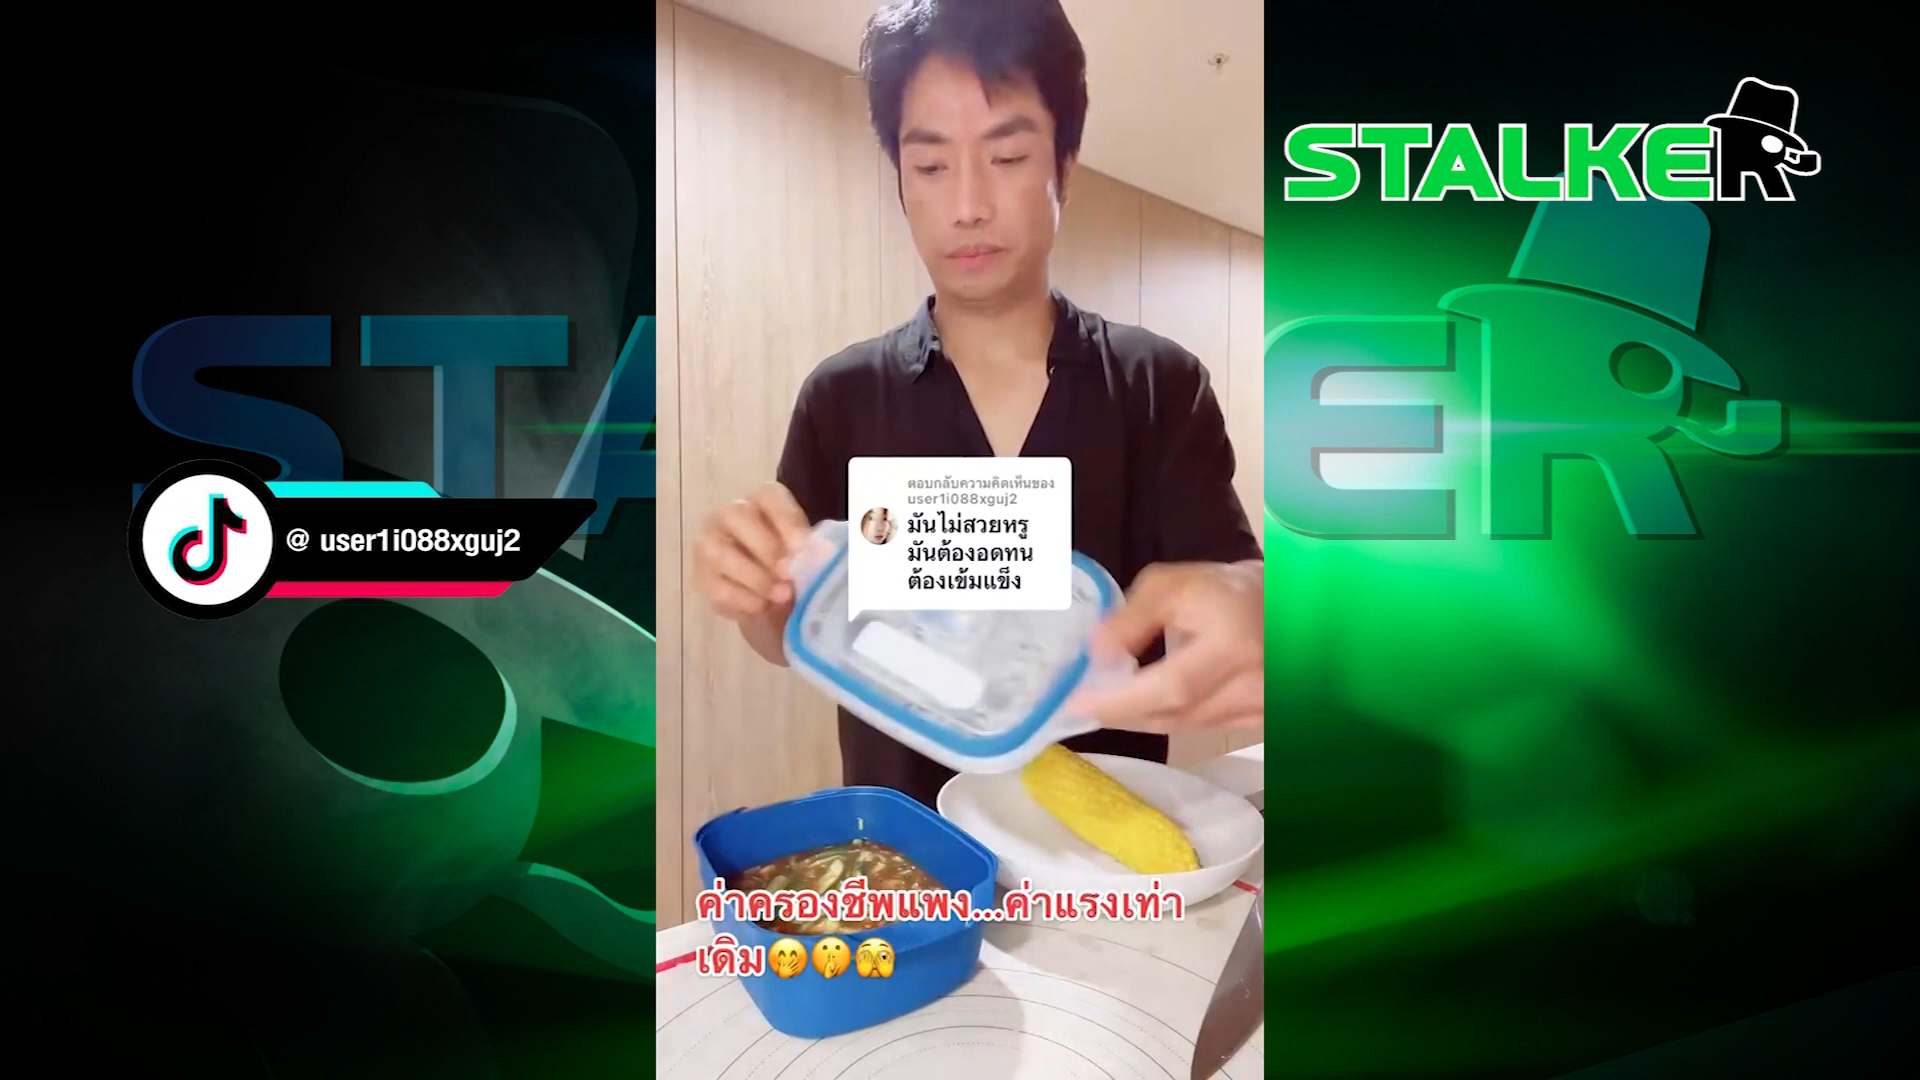 STALKER
@ user1i088xguj2
ตอบกลับความคิดเห็นของ
user1i088xguj2
มันไม่สวยหรู
มันต้องอดทน
ต้องเข้มแข็ง
ค่าครองชีพแพง...ค่าแรงเท่า
เดิม🤭🤫🫣